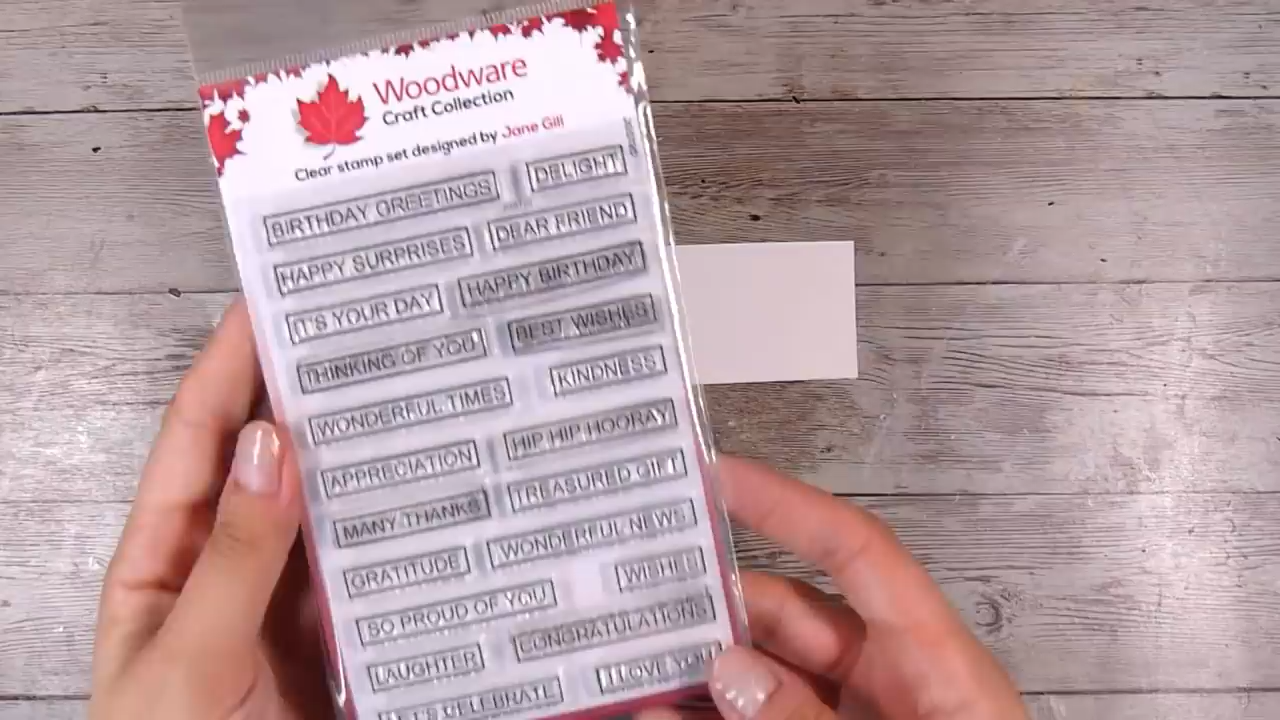 Woodware
Craft Collection
Clear stamp set designed by Jane Gill
BIRTHDAY GREETINGS DELIGHT
HAPPY SURPRISES DEAR FRIEND
IT'S YOUR DAY HAPPY BIRTHDAY
THINKING OF YOU BEST WISHES
WONDERFUL TIMES KINDNESS
APPRECIATION HIP HIP HOORAY
MANY THANKS TREASURED GIFT
GRATITUDE WONDERFUL NEWS
SO PROUD OF YOU WISHES
LAUGHTER CONGRATULATIONS
LET'S CELEBRATE I LOVE YOU